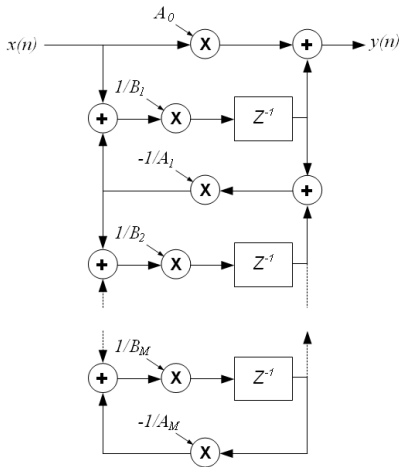 A0
x(n) X + y(n)
1/B1
+ X Z-1
-1/A1
X +
1/B2
+ X Z-1
1/BM
+ X Z-1
-1/AM
X